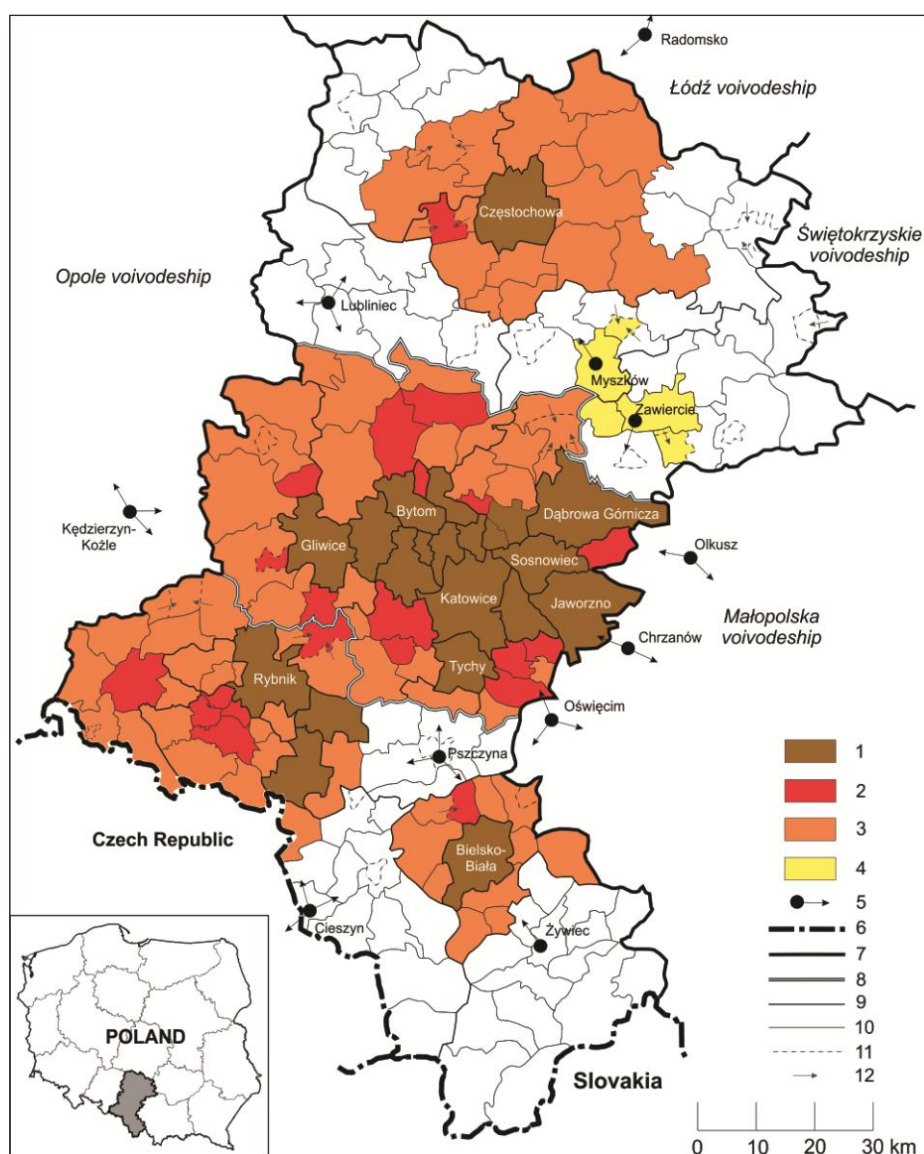 Radomsko
Łódź voivodeship
Częstochowa
Świętokrzyskie
voivodeship
Opole voivodeship
Lubliniec
Myszków
Zawiercie
Bytom
Dąbrowa Górnicza
Kędzierzyn-
Koźle
Gliwice
Sosnowiec
Olkusz
Katowice
Jaworzno
Małopolska
voivodeship
Chrzanów
Tychy
Rybnik
Oświęcim
Pszczyna
1
2
3
4
5
6
7
8
9
10
11
12
Czech Republic
Bielsko-
Biała
Cieszyn
Żywiec
POLAND
Slovakia
0 10 20 30 km